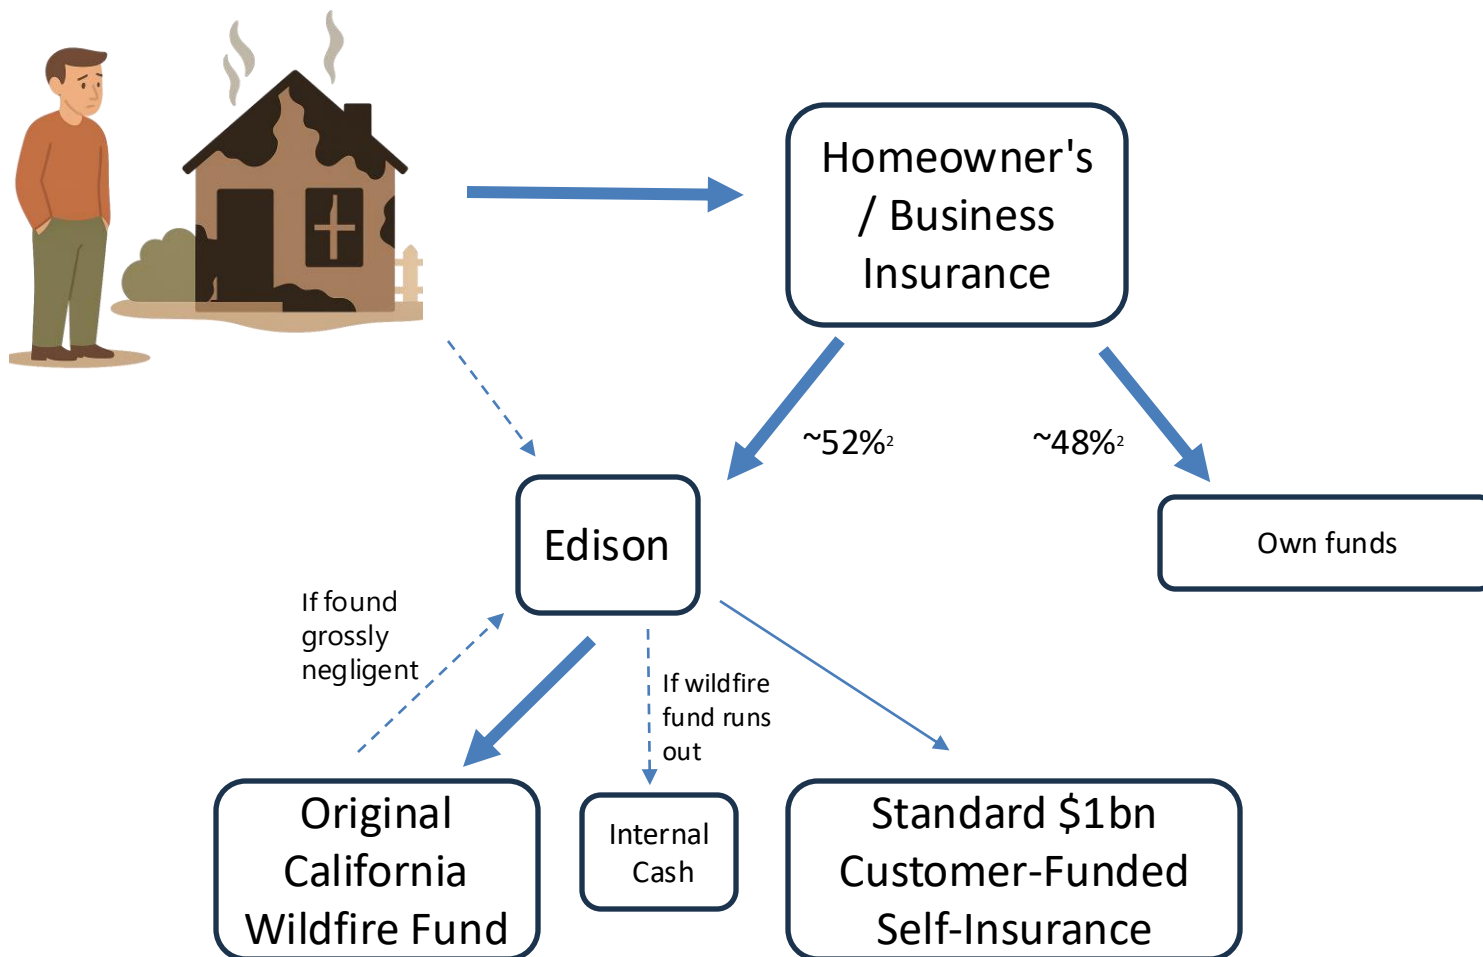 Homeowner's
/ Business
Insurance
~52%²
~48%²
Edison
Own funds
If found
grossly
negligent
If wildfire
fund runs
out
Original
California
Wildfire Fund
Internal
Cash
Standard $1bn
Customer-Funded
Self-Insurance